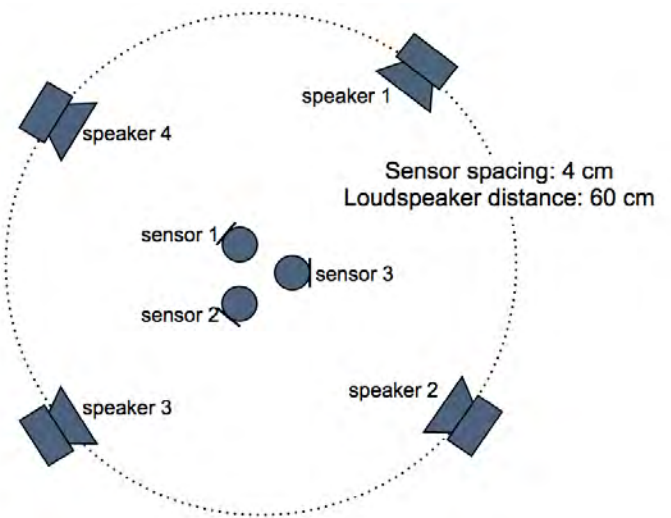 speaker 1
speaker 4
Sensor spacing: 4 cm
Loudspeaker distance: 60 cm
sensor 1
sensor 3
sensor 2
speaker 2
speaker 3